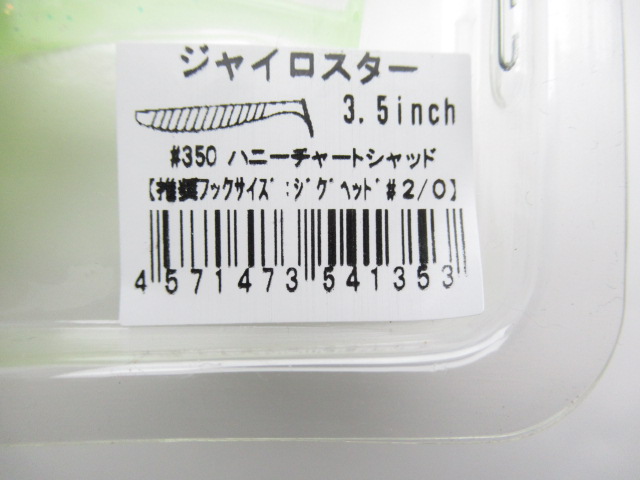 ジャイロスター
3.5inch
#350 ハニーチャートシャッド
【推奨フックサイズ:ジグヘッド#2/0】
4571473541353